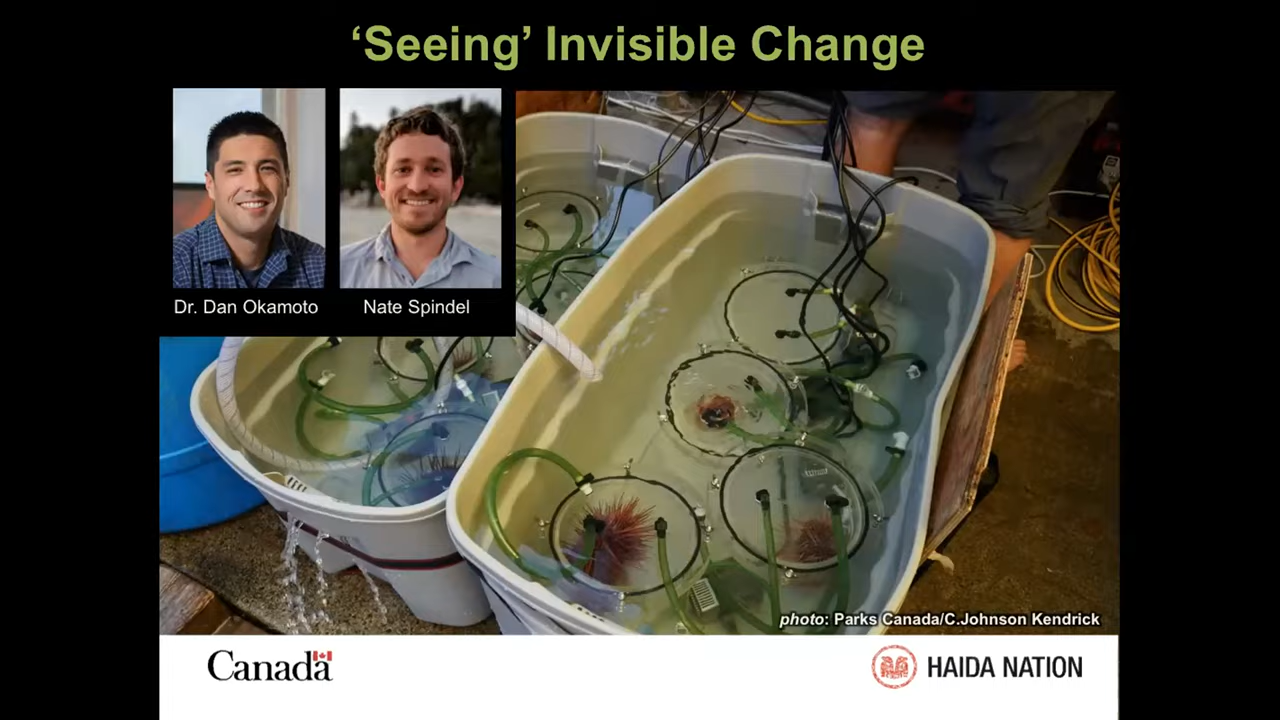 ‘Seeing’ Invisible Change
Dr. Dan Okamoto
Nate Spindel
photo: Parks Canada/C.Johnson Kendrick
Canada
HAIDA NATION